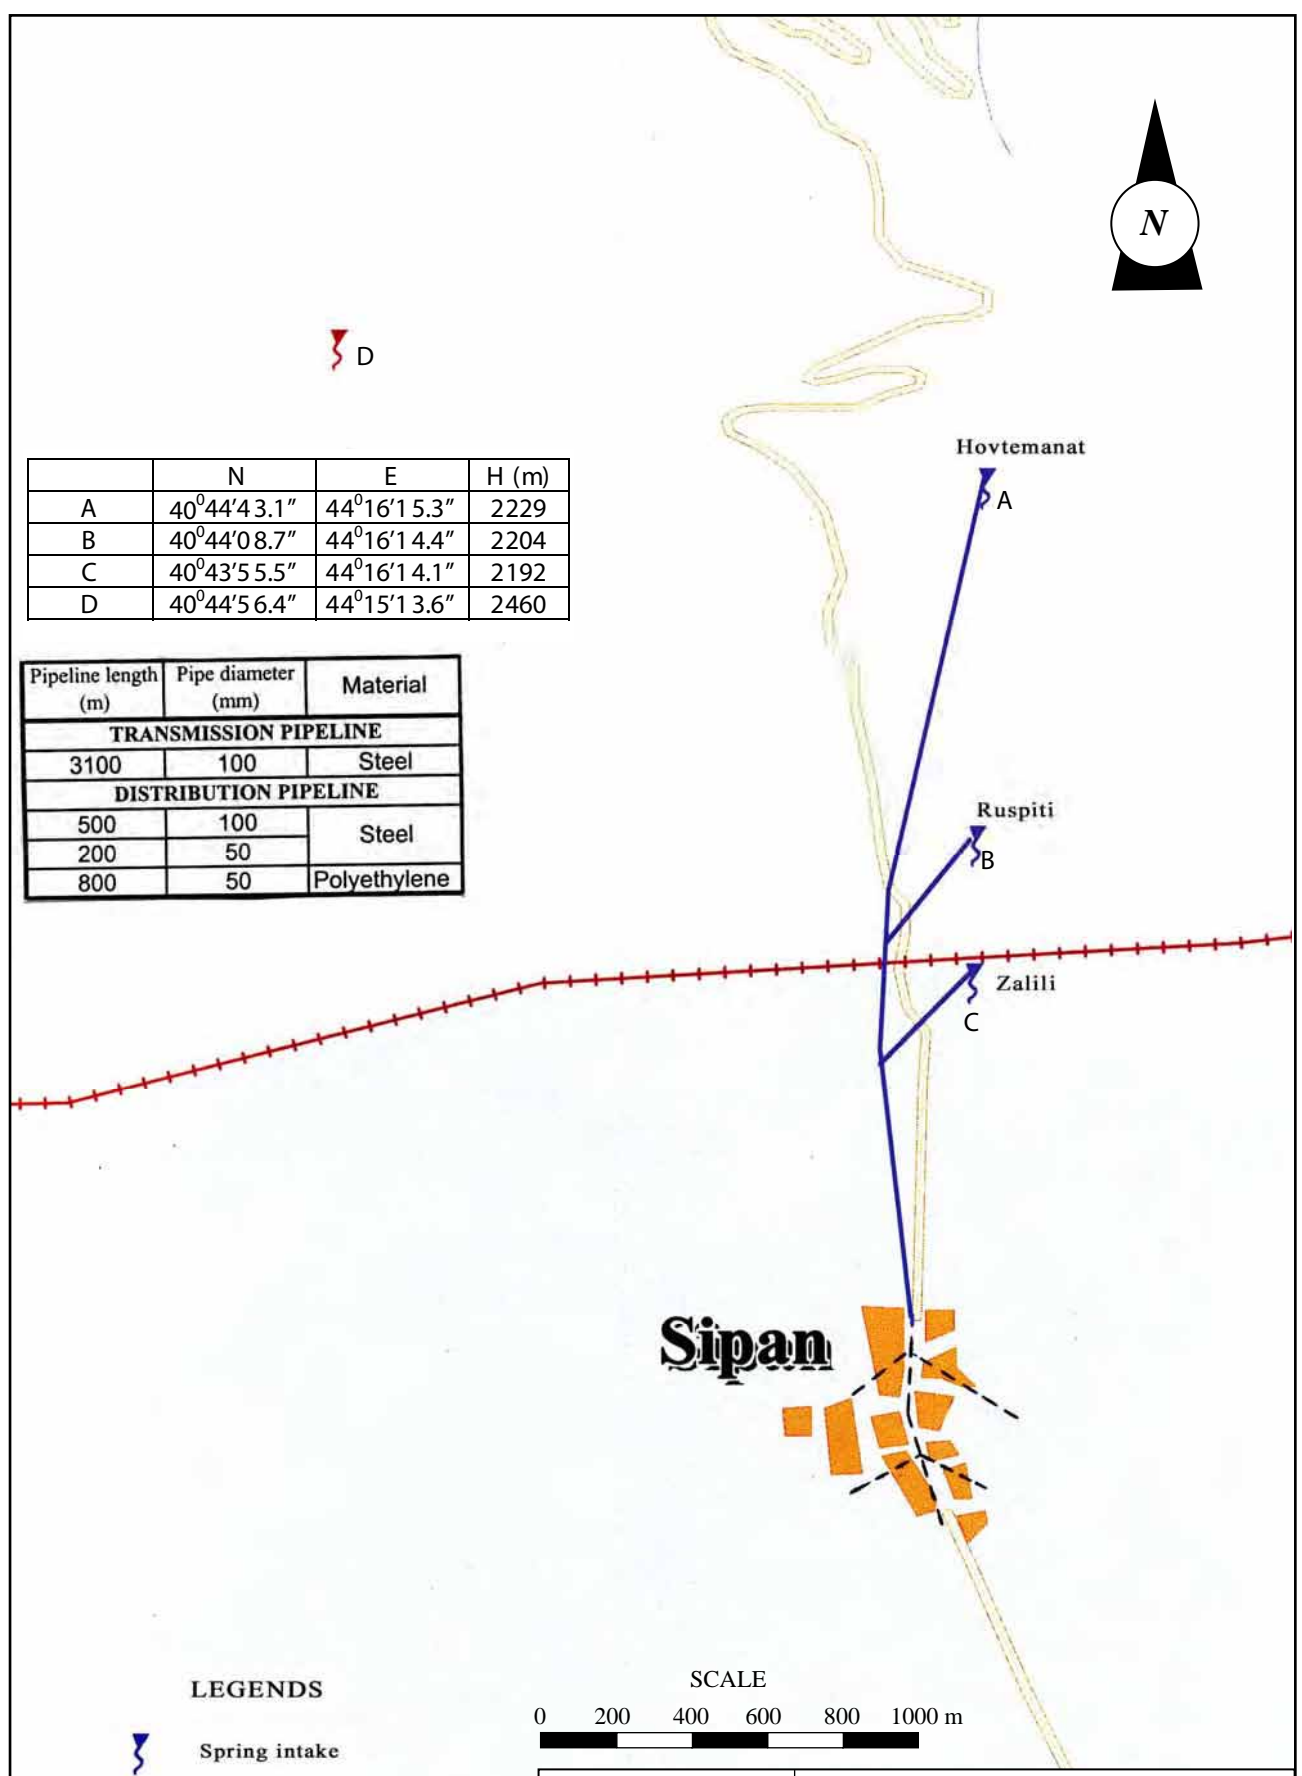 N
D
Hovtemanat
A
N E H (m)
A 40⁰44′43.1″ 44⁰16′15.3″ 2229
B 40⁰44′08.7″ 44⁰16′14.4″ 2204
C 40⁰43′55.5″ 44⁰16′14.1″ 2192
D 40⁰44′56.4″ 44⁰15′13.6″ 2460
Pipeline length (m) Pipe diameter (mm) Material
TRANSMISSION PIPELINE
3100 100 Steel
DISTRIBUTION PIPELINE
500 100 Steel
200 50
800 50 Polyethylene
Ruspiti
B
Zalili
C
Sipan
LEGENDS
Spring intake
SCALE
0 200 400 600 800 1000 m